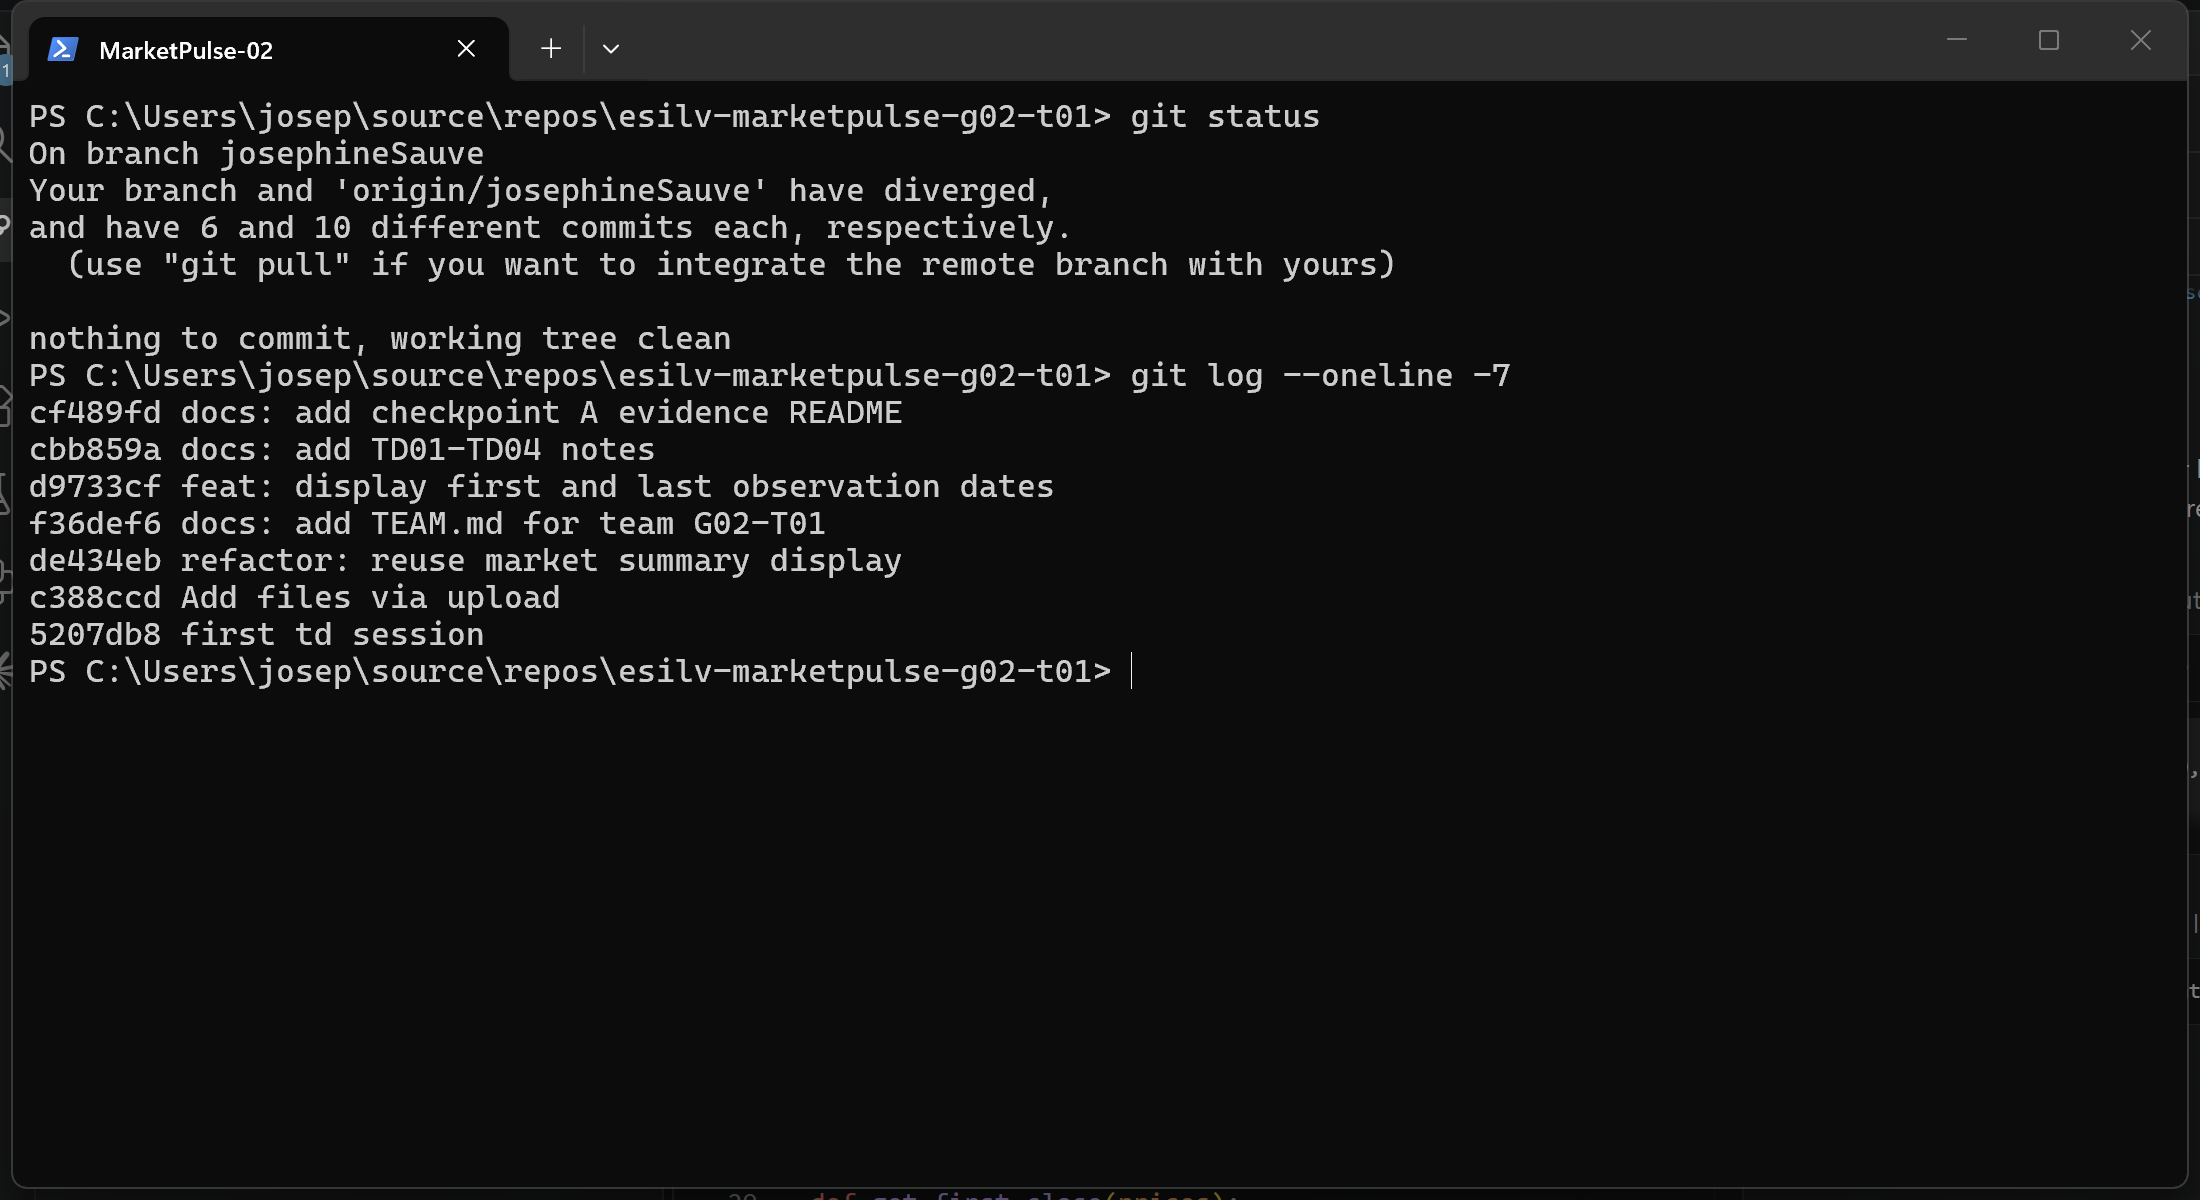 MarketPulse-02
PS C:\Users\josep\source\repos\esilv-marketpulse-g02-t01> git status
On branch josephineSauve
Your branch and 'origin/josephineSauve' have diverged,
and have 6 and 10 different commits each, respectively.
  (use "git pull" if you want to integrate the remote branch with yours)

nothing to commit, working tree clean
PS C:\Users\josep\source\repos\esilv-marketpulse-g02-t01> git log --oneline -7
cf489fd docs: add checkpoint A evidence README
cbb859a docs: add TD01-TD04 notes
d9733cf feat: display first and last observation dates
f36def6 docs: add TEAM.md for team G02-T01
de434eb refactor: reuse market summary display
c388ccd Add files via upload
5207db8 first td session
PS C:\Users\josep\source\repos\esilv-marketpulse-g02-t01>